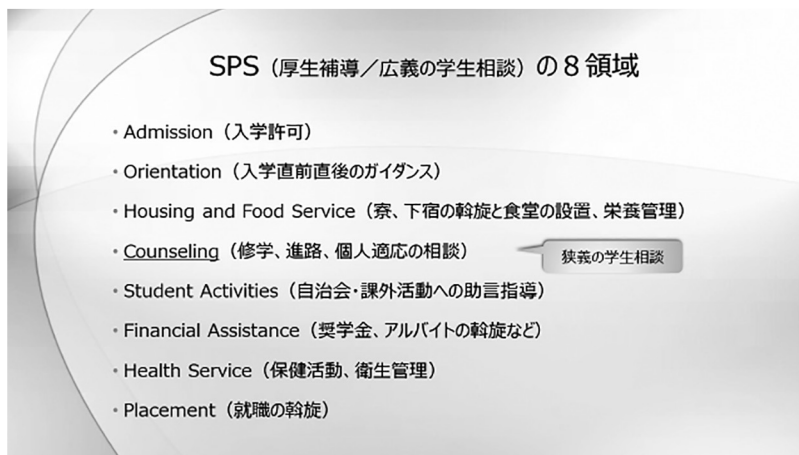 SPS（厚生補導／広義の学生相談）の８領域
・Admission（入学許可）
・Orientation（入学直前直後のガイダンス）
・Housing and Food Service（寮、下宿の斡旋と食堂の設置、栄養管理）
・Counseling（修学、進路、個人適応の相談）
狭義の学生相談
・Student Activities（自治会・課外活動への助言指導）
・Financial Assistance（奨学金、アルバイトの斡旋など）
・Health Service（保健活動、衛生管理）
・Placement（就職の斡旋）